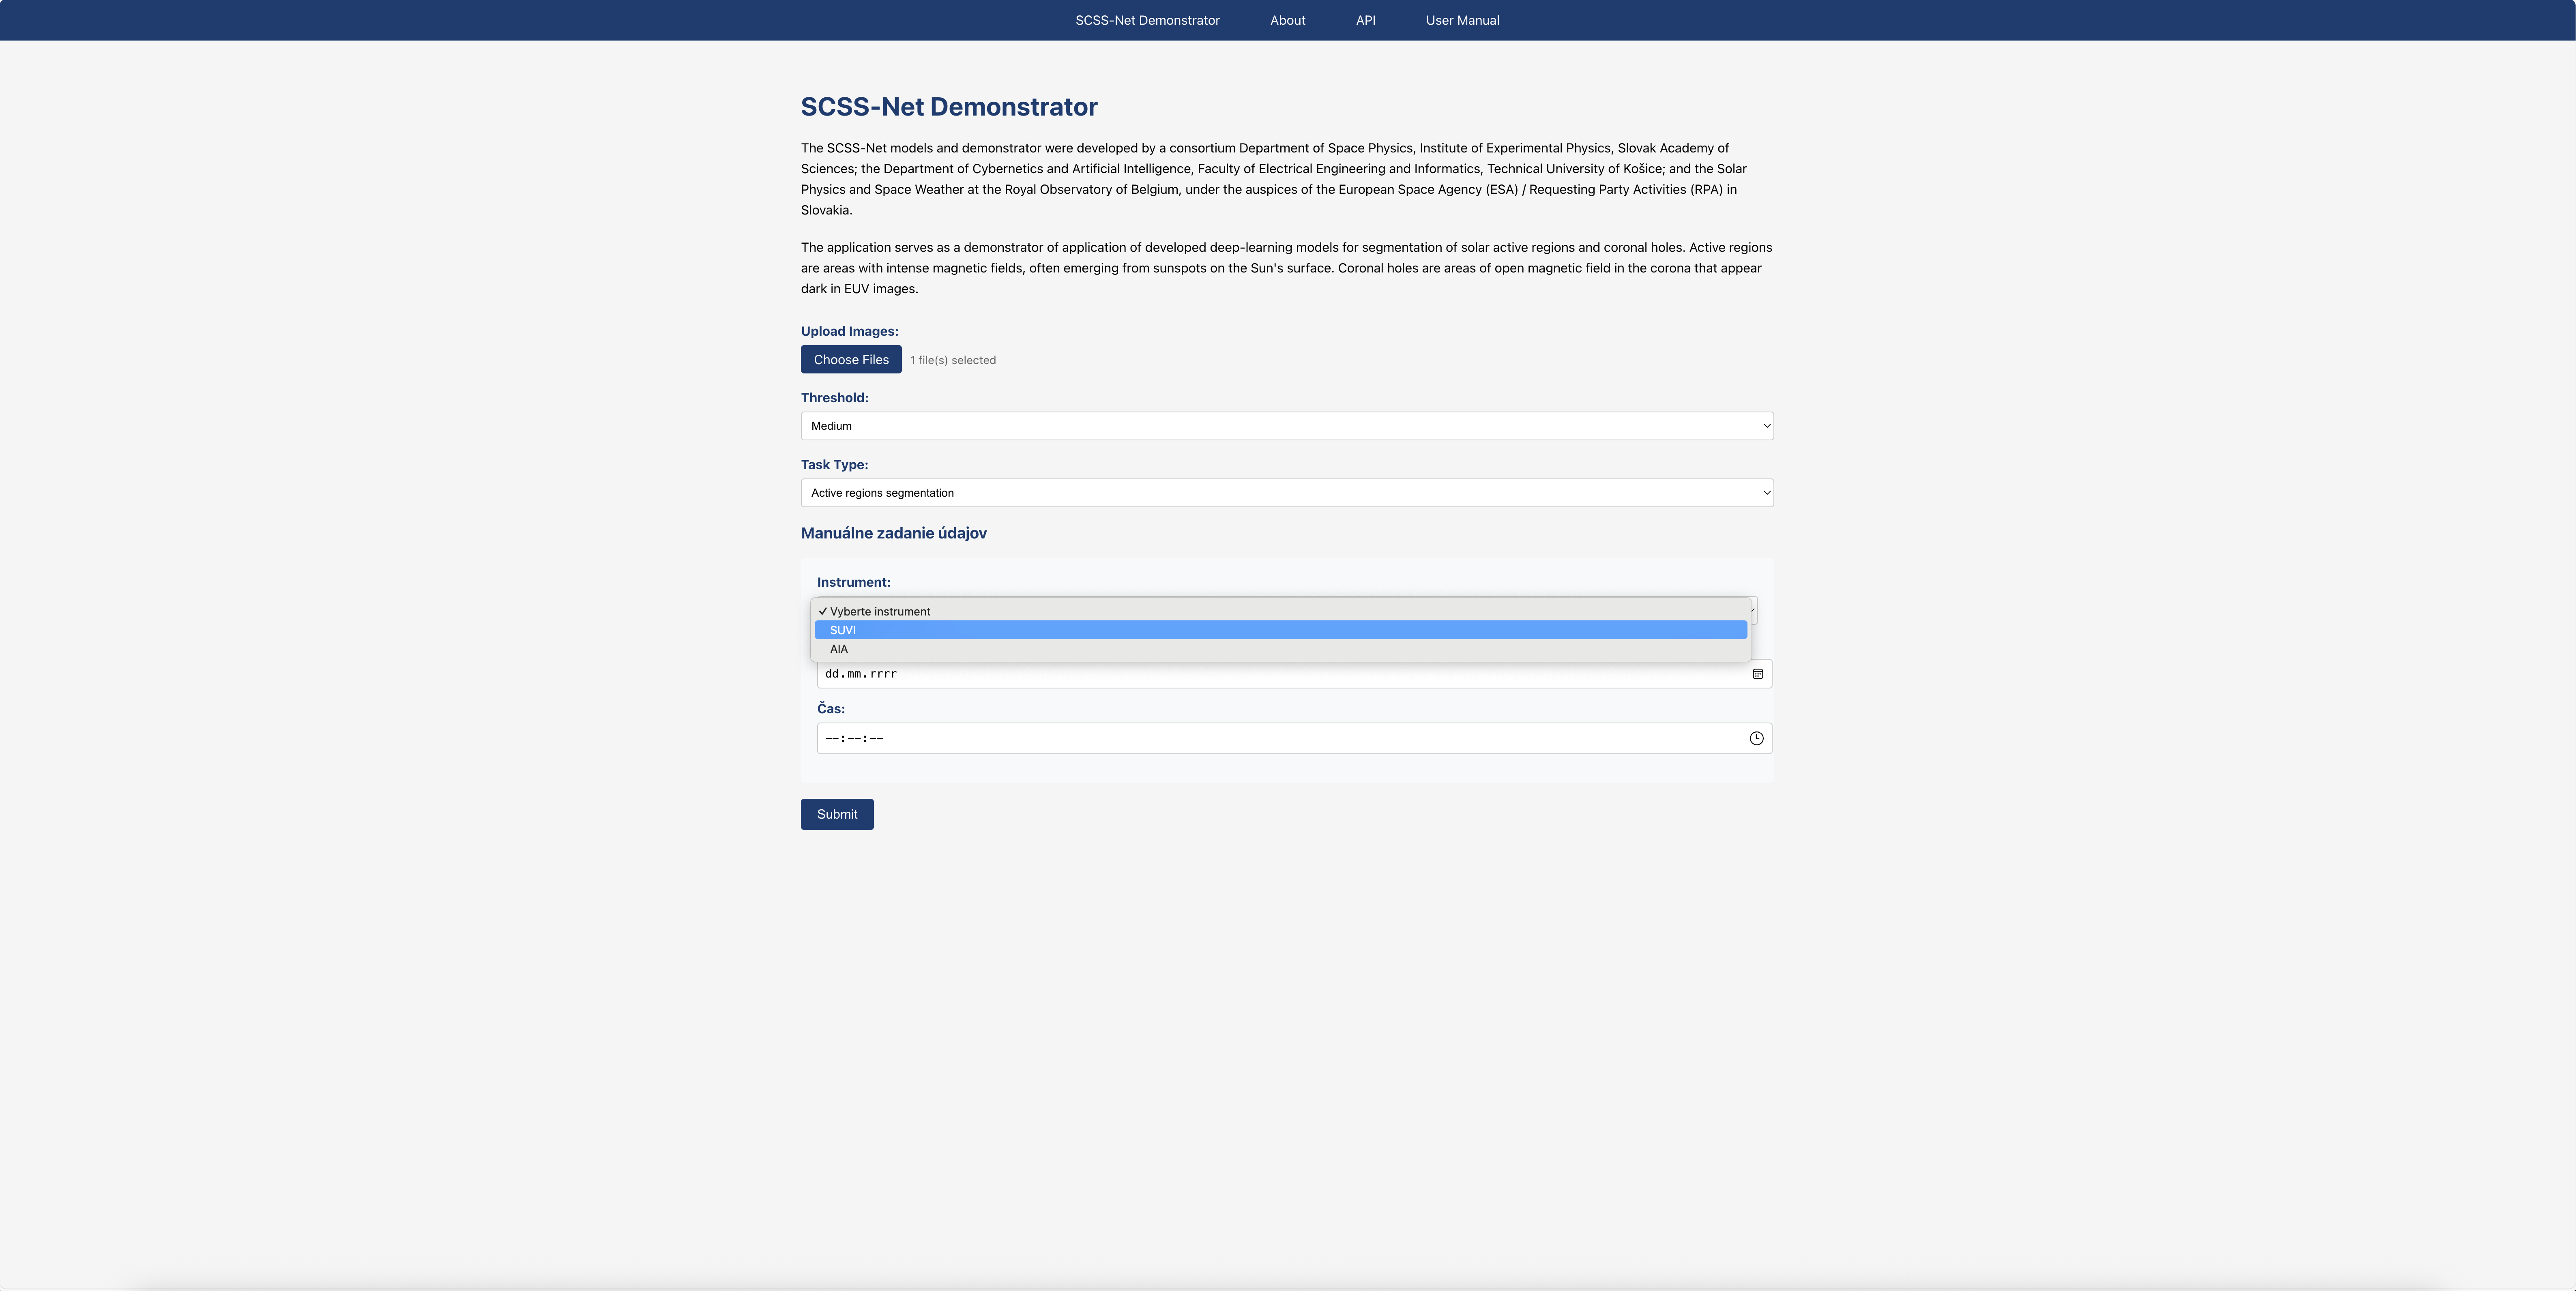 SCSS-Net Demonstrator
About
API
User Manual
SCSS-Net Demonstrator
The SCSS-Net models and demonstrator were developed by a consortium Department of Space Physics, Institute of Experimental Physics, Slovak Academy of
Sciences; the Department of Cybernetics and Artificial Intelligence, Faculty of Electrical Engineering and Informatics, Technical University of Košice; and the Solar
Physics and Space Weather at the Royal Observatory of Belgium, under the auspices of the European Space Agency (ESA) / Requesting Party Activities (RPA) in
Slovakia.
The application serves as a demonstrator of application of developed deep-learning models for segmentation of solar active regions and coronal holes. Active regions
are areas with intense magnetic fields, often emerging from sunspots on the Sun's surface. Coronal holes are areas of open magnetic field in the corona that appear
dark in EUV images.
Upload Images:
Choose Files 1 file(s) selected
Threshold:
Medium
Task Type:
Active regions segmentation
Manuálne zadanie údajov
Instrument:
✓ Vyberte instrument
SUVI
AIA
dd.mm.rrrr
Čas:
--:--:--
Submit